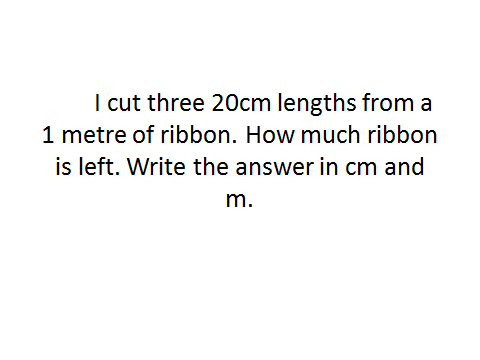 I cut three 20cm lengths from a
1 metre of ribbon. How much ribbon
is left. Write the answer in cm and
m.